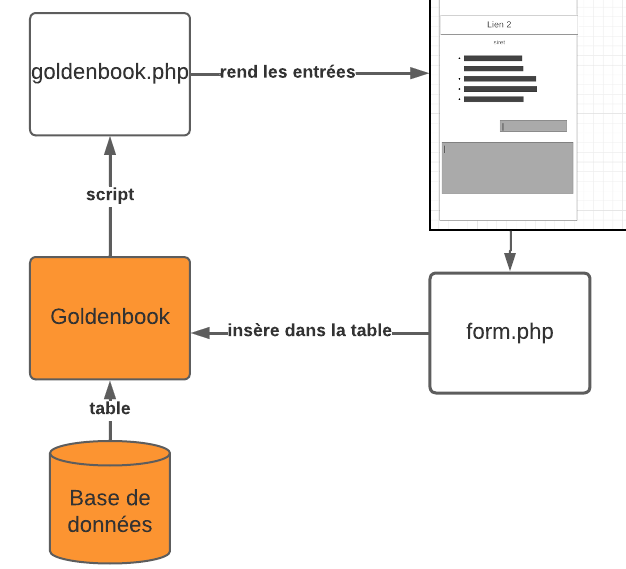 Lien 2
goldenbook.php
rend les entrées
script
Goldenbook
insère dans la table
form.php
table
Base de
données